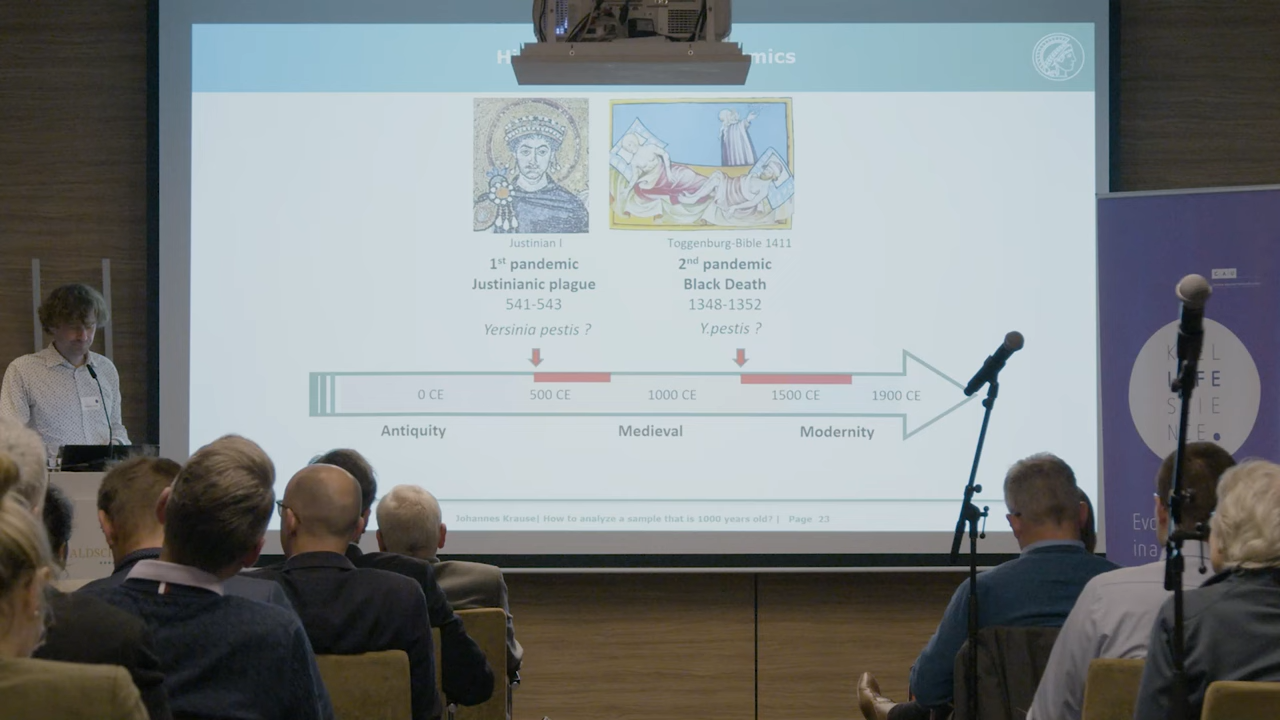 Justinian I
Toggenburg-Bible 1411
1st pandemic
Justinianic plague
541-543
Yersinia pestis ?
2nd pandemic
Black Death
1348-1352
Y.pestis ?
0 CE
500 CE
1000 CE
1500 CE
1900 CE
Antiquity
Medieval
Modernity
Johannes Krause| How to analyze a sample that is 1000 years old? | Page 23
CAU
in a